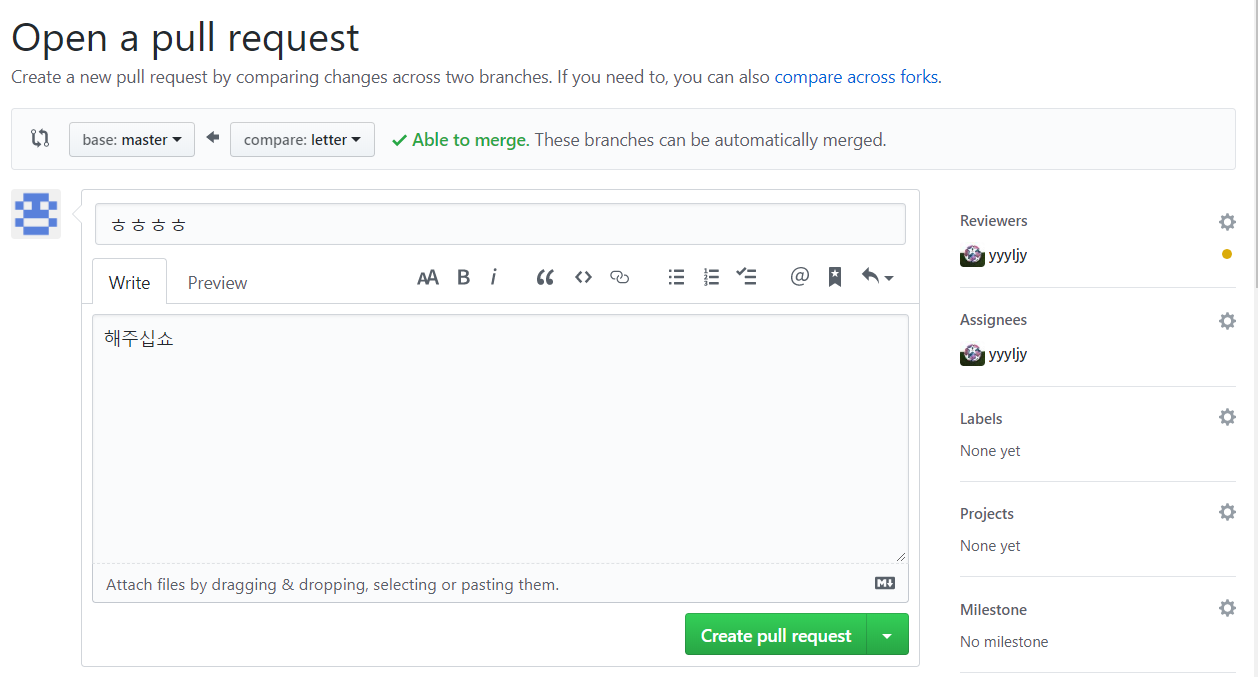 Open a pull request
Create a new pull request by comparing changes across two branches. If you need to, you can also compare across forks.
base: master compare: letter Able to merge. These branches can be automatically merged.
ㅎㅎㅎㅎ
Write Preview AA B i
해주십쇼
Attach files by dragging & dropping, selecting or pasting them.
Create pull request
Reviewers
yyyljy
Assignees
yyyljy
Labels
None yet
Projects
None yet
Milestone
No milestone